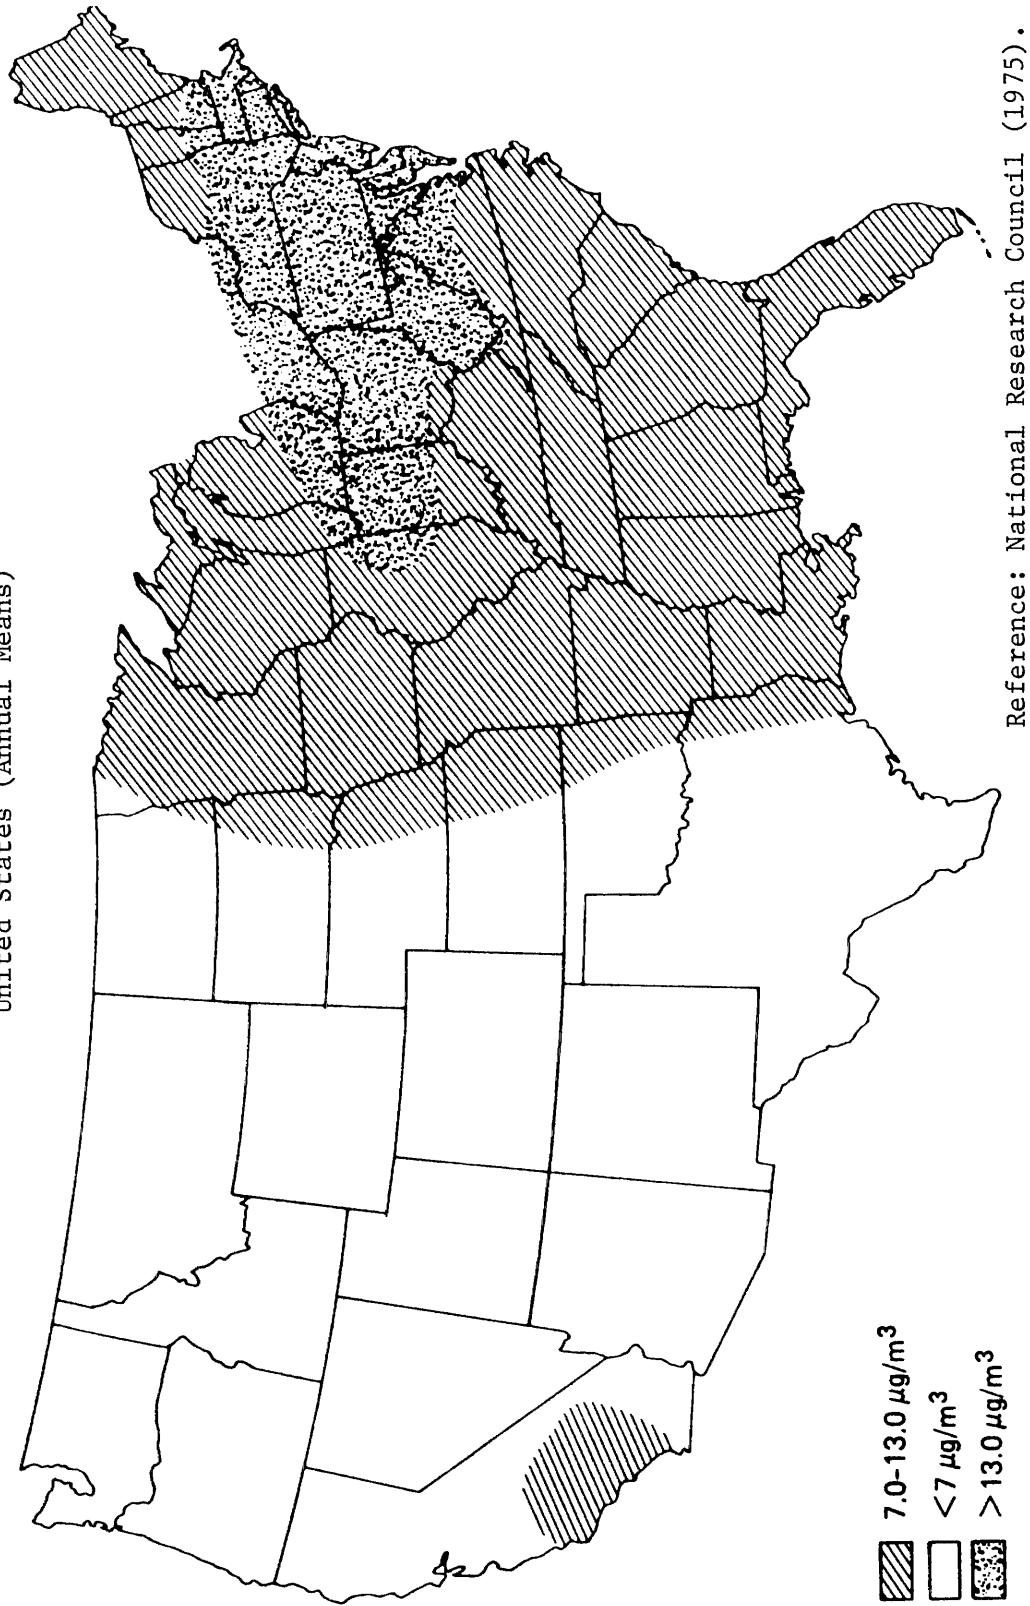 United States (Annual Means)
7.0-13.0 μg/m³
<7 μg/m³
>13.0 μg/m³
Reference: National Research Council (1975).